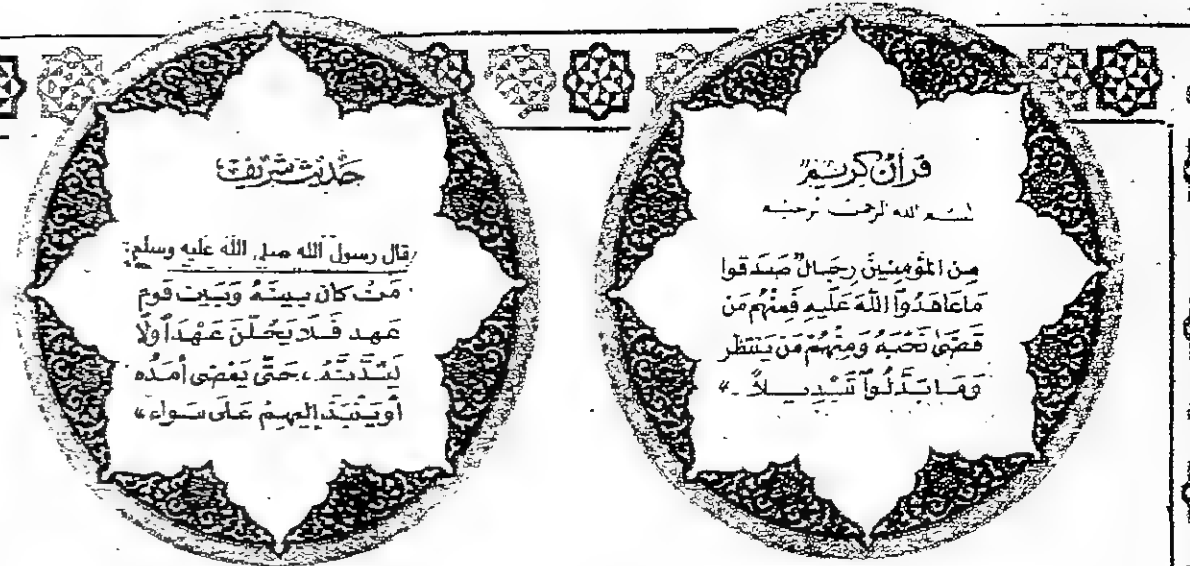 قرآن كريم
بسم الله الرحمن الرحيم
من المؤمنين رجال صدقوا
ما عاهدوا الله عليه فمنهم من
قضى نحبه ومنهم من ينتظر
وما بدلوا تبديلاً .»
حديث شريف
قال رسول الله صلى الله عليه وسلم:
من كان بينه وبين قوم
عهد فلا يحلن عهداً ولا
يشدنه ، حتى يمضي أمده
أو ينبذ إليهم على سواء»